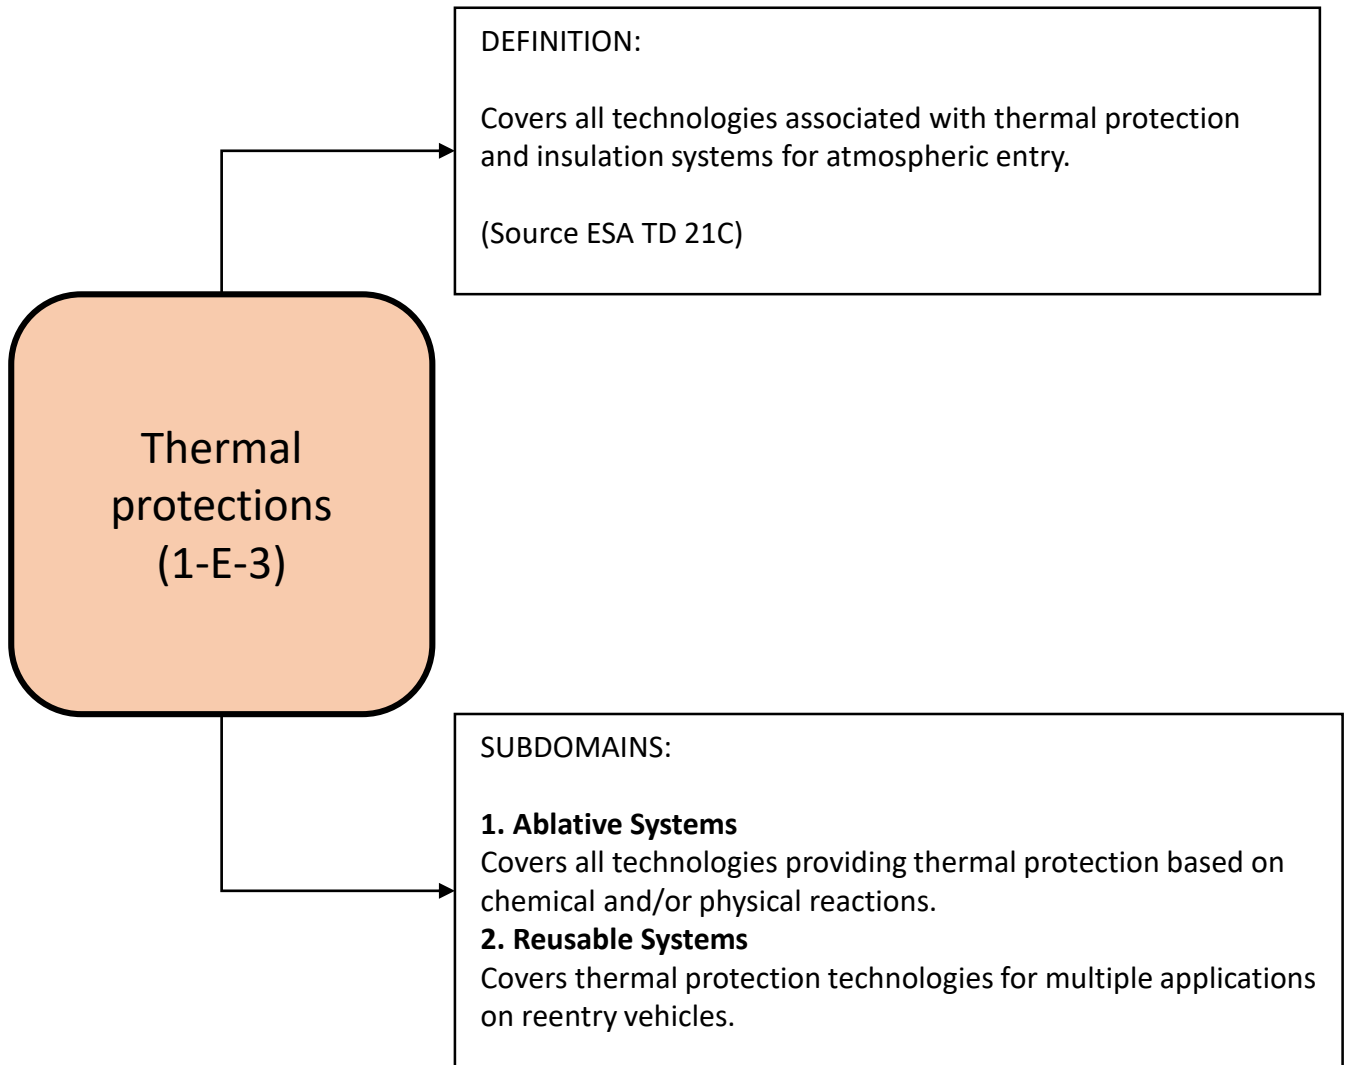 DEFINITION:
Covers all technologies associated with thermal protection
and insulation systems for atmospheric entry.
(Source ESA TD 21C)
Thermal
protections
(1-E-3)
SUBDOMAINS:
1. Ablative Systems
Covers all technologies providing thermal protection based on
chemical and/or physical reactions.
2. Reusable Systems
Covers thermal protection technologies for multiple applications
on reentry vehicles.